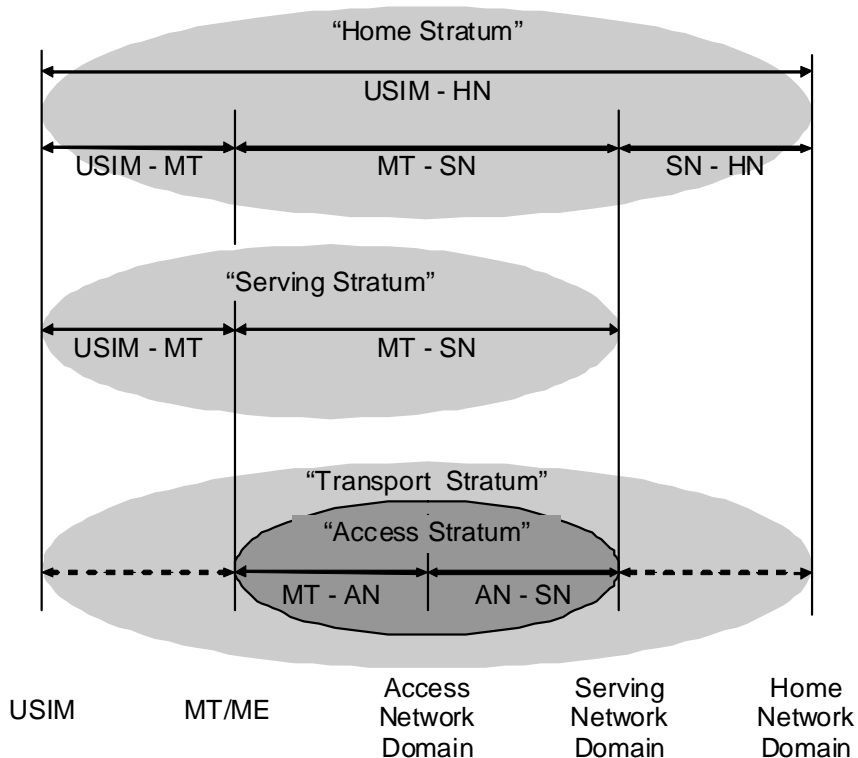 “Home Stratum”
USIM - HN
USIM - MT
MT - SN
SN - HN
“Serving Stratum”
USIM - MT
MT - SN
“Transport Stratum”
“Access Stratum”
MT - AN
AN - SN
USIM
MT/ME
Access
Network
Domain
Serving
Network
Domain
Home
Network
Domain